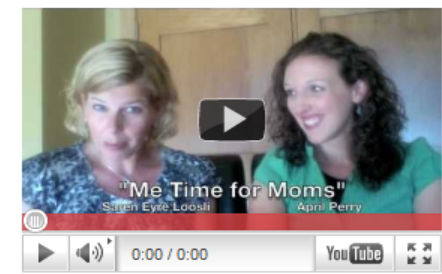 "Me Time for Moms"
Saren Eyre Loosli April Perry
0:00 / 0:00 YouTube